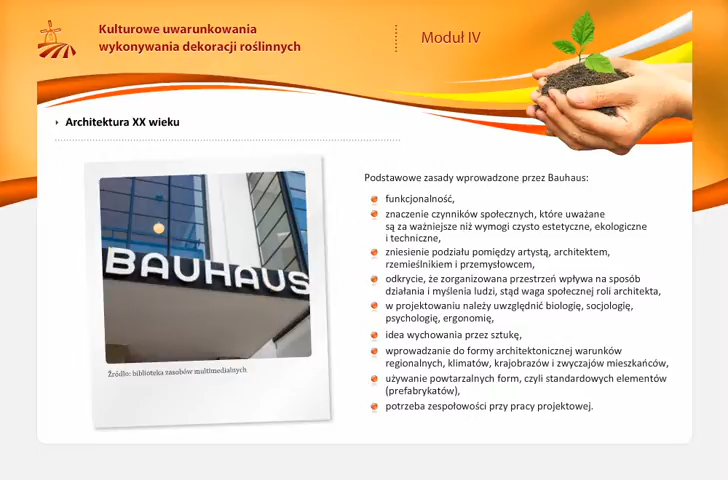 Kulturowe uwarunkowania
wykonywania dekoracji roślinnych
Moduł IV
Architektura XX wieku
BAUHAUS
Źródło: biblioteka zasobów multimedialnych
Podstawowe zasady wprowadzone przez Bauhaus:
funkcjonalność,
znaczenie czynników społecznych, które uważane
są za ważniejsze niż wymogi czysto estetyczne, ekologiczne
i techniczne,
zniesienie podziału pomiędzy artystą, architektem,
rzemieślnikiem i przemysłowcem,
odkrycie, że zorganizowana przestrzeń wpływa na sposób
działania i myślenia ludzi, stąd waga społecznej roli architekta,
w projektowaniu należy uwzględnić biologię, socjologię,
psychologię, ergonomię,
idea wychowania przez sztukę,
wprowadzanie do formy architektonicznej warunków
regionalnych, klimatów, krajobrazów i zwyczajów mieszkańców,
używanie powtarzalnych form, czyli standardowych elementów
(prefabrykatów),
potrzeba zespołowości przy pracy projektowej.